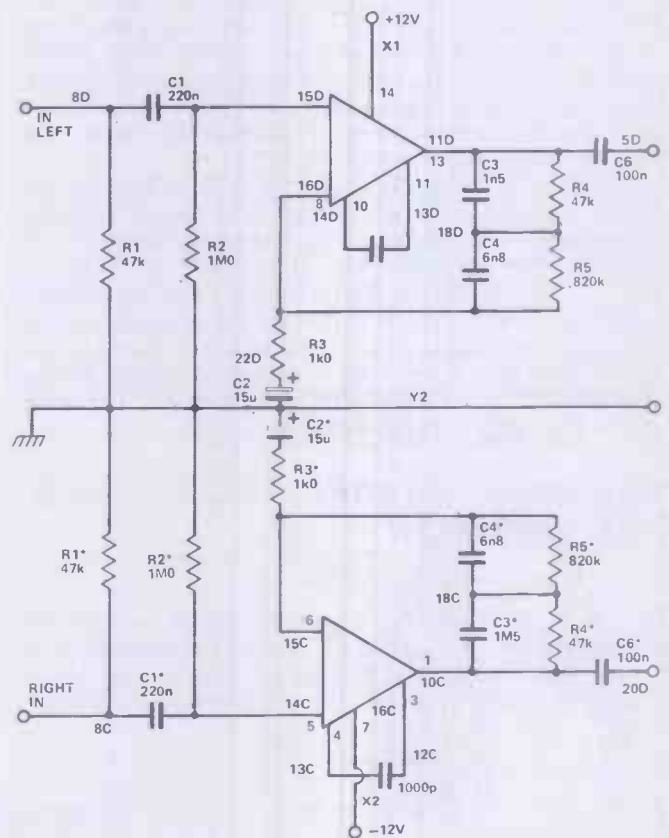 +12V
X1
C1
220n
8D
15D
14
IN
LEFT
11D
13
5D
C6
100n
C3
1n5
R4
47k
16D
8
14D
10
11
13D
18D
C4
6n8
R5
820k
R1
47k
R2
1M0
R3
1k0
22D
C2
15u
+
Y2
+
C2*
15u
R3*
1k0
R1*
47k
R2*
1M0
C4*
6n8
R5*
820k
18C
C3*
1M5
R4*
47k
C6*
100n
6
15C
1
10C
20D
RIGHT
IN
C1*
220n
8C
14C
5
4
7
16C
3
13C
12C
1000p
X2
-12V